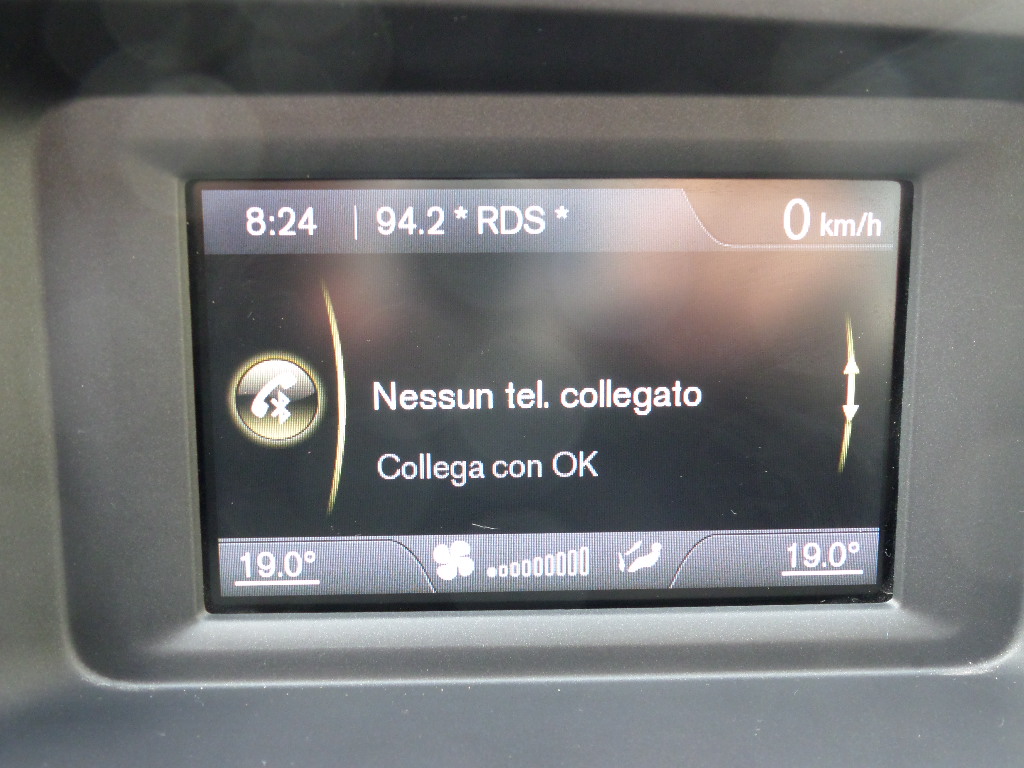 8:24 | 94.2 * RDS * 0 km/h
Nessun tel. collegato
Collega con OK
19.0° 19.0°